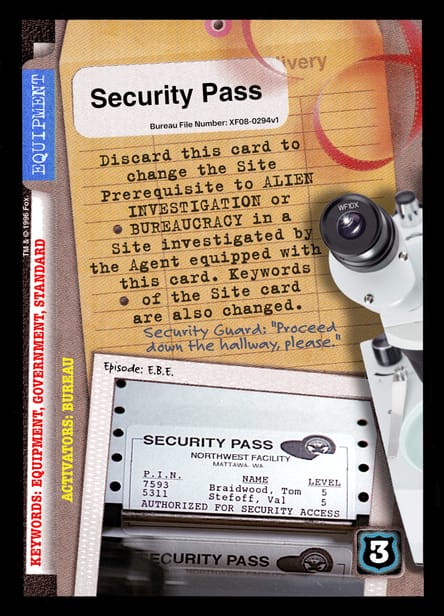 livery
Security Pass
Bureau File Number: XF08-0294v1
Discard this card to
change the Site
Prerequisite to ALIEN
INVESTIGATION or
BUREAUCRACY in a
Site investigated by
the Agent equipped with
this card. Keywords
of the Site card
are also changed.
Security Guard: "Proceed
down the hallway, please."
WF10X
Episode: E.B.E.
SECURITY PASS
NORTHWEST FACILITY
MATTAWA, WA
P.I.N. NAME LEVEL
7593 Braidwood, Tom 5
5311 Stefoff, Val 5
AUTHORIZED FOR SECURITY ACCESS
SECURITY PASS
NORTHWEST FACILITY
3
EQUIPMENT
TM & © 1996 Fox.
KEYWORDS: EQUIPMENT, GOVERNMENT, STANDARD
ACTIVATORS: BUREAU